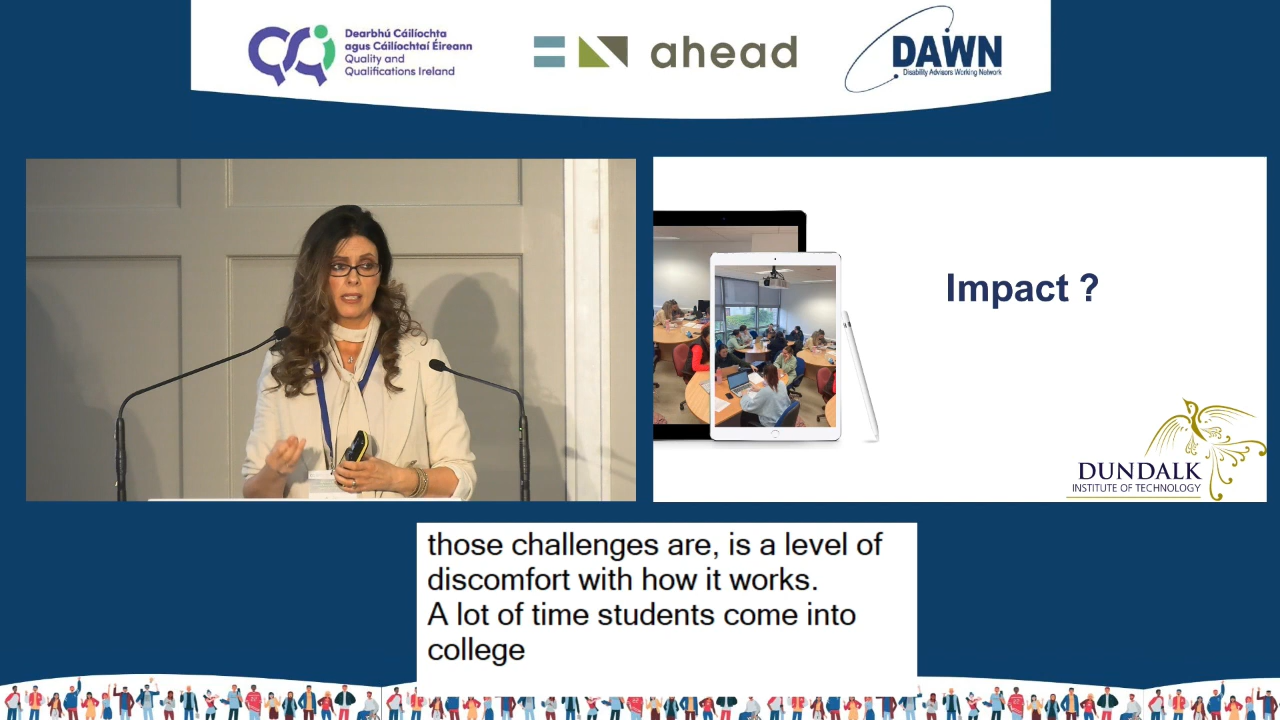 Dearbhú Cáilíochta
agus Cáilíochtaí Éireann
Quality and
Qualifications Ireland
ahead
DAWN
Disability Advisors Working Network
Impact ?
DUNDALK
INSTITUTE OF TECHNOLOGY
those challenges are, is a level of
discomfort with how it works.
A lot of time students come into
college